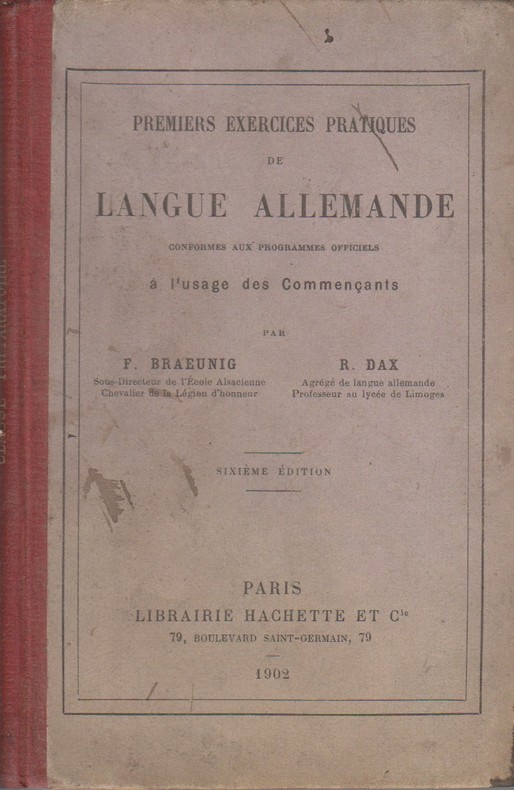 PREMIERS EXERCICES PRATIQUES
DE
LANGUE ALLEMANDE
CONFORMES AUX PROGRAMMES OFFICIELS
à l'usage des Commençants
PAR
F. BRAEUNIG
Sous-Directeur de l'École Alsacienne
Chevalier de la Légion d'honneur
R. DAX
Agrégé de langue allemande
Professeur au lycée de Limoges
SIXIÈME ÉDITION
PARIS
LIBRAIRIE HACHETTE ET Cie
79, BOULEVARD SAINT-GERMAIN, 79
1902